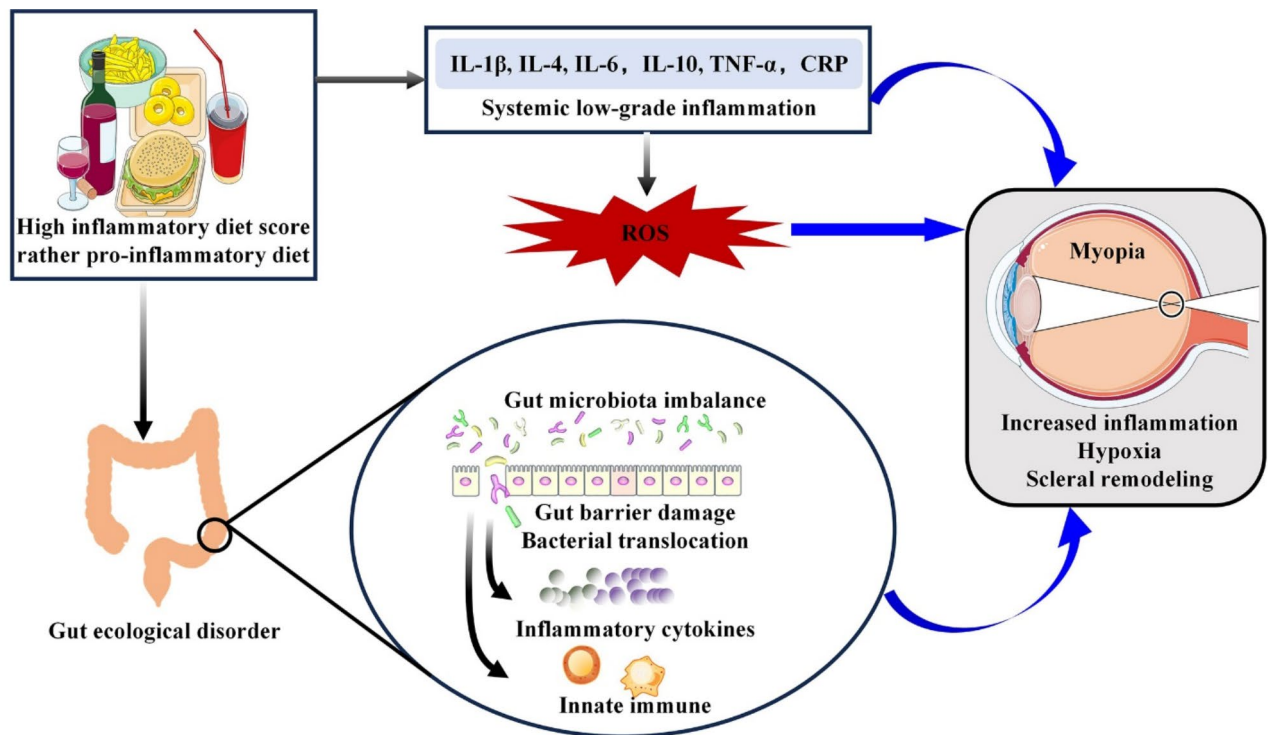 High inflammatory diet score
rather pro-inflammatory diet
IL-1β, IL-4, IL-6，IL-10, TNF-α，CRP
Systemic low-grade inflammation
ROS
Myopia
Increased inflammation
Hypoxia
Scleral remodeling
Gut ecological disorder
Gut microbiota imbalance
Gut barrier damage
Bacterial translocation
Inflammatory cytokines
Innate immune